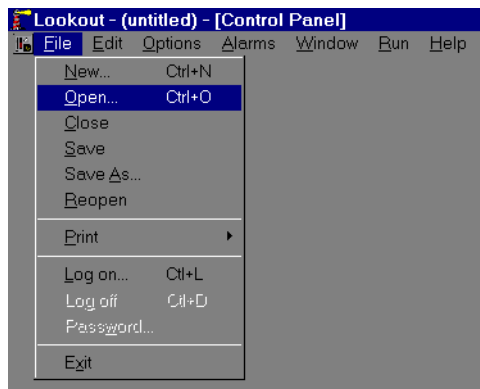 Lookout - (untitled) - [Control Panel]
File Edit Options Alarms Window Run Help
New... Ctrl+N
Open... Ctrl+O
Close
Save
Save As...
Reopen
Print
Log on... Ctl+L
Log off Ctl+D
Password...
Exit